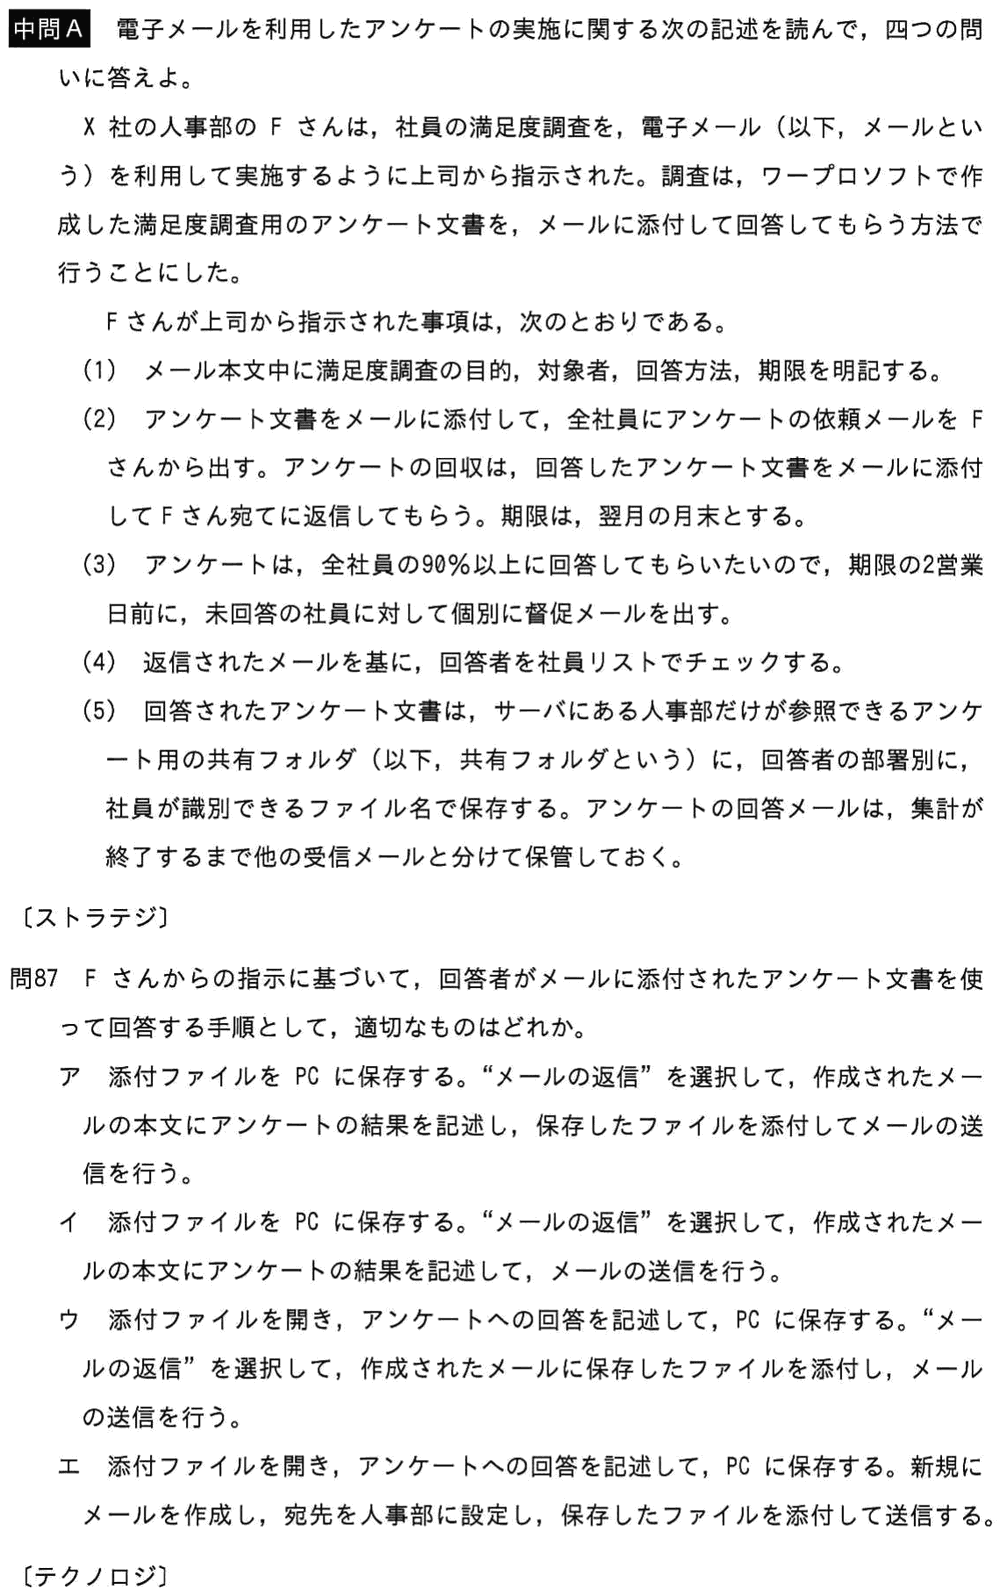 中問A 電子メールを利用したアンケートの実施に関する次の記述を読んで，四つの問
いに答えよ。
X 社の人事部の F さんは，社員の満足度調査を，電子メール（以下，メールとい
う）を利用して実施するように上司から指示された。調査は，ワープロソフトで作
成した満足度調査用のアンケート文書を，メールに添付して回答してもらう方法で
行うことにした。
Fさんが上司から指示された事項は，次のとおりである。
(1) メール本文中に満足度調査の目的，対象者，回答方法，期限を明記する。
(2) アンケート文書をメールに添付して，全社員にアンケートの依頼メールを F
さんから出す。アンケートの回収は，回答したアンケート文書をメールに添付
してFさん宛てに返信してもらう。期限は，翌月の月末とする。
(3) アンケートは，全社員の90％以上に回答してもらいたいので，期限の2営業
日前に，未回答の社員に対して個別に督促メールを出す。
(4) 返信されたメールを基に，回答者を社員リストでチェックする。
(5) 回答されたアンケート文書は，サーバにある人事部だけが参照できるアンケ
ート用の共有フォルダ（以下，共有フォルダという）に，回答者の部署別に，
社員が識別できるファイル名で保存する。アンケートの回答メールは，集計が
終了するまで他の受信メールと分けて保管しておく。
〔ストラテジ〕
問87 F さんからの指示に基づいて，回答者がメールに添付されたアンケート文書を使
って回答する手順として，適切なものはどれか。
ア 添付ファイルを PC に保存する。“メールの返信”を選択して，作成されたメー
ルの本文にアンケートの結果を記述し，保存したファイルを添付してメールの送
信を行う。
イ 添付ファイルを PC に保存する。“メールの返信”を選択して，作成されたメー
ルの本文にアンケートの結果を記述して，メールの送信を行う。
ウ 添付ファイルを開き，アンケートへの回答を記述して，PC に保存する。“メー
ルの返信”を選択して，作成されたメールに保存したファイルを添付し，メール
の送信を行う。
エ 添付ファイルを開き，アンケートへの回答を記述して，PC に保存する。新規に
メールを作成し，宛先を人事部に設定し，保存したファイルを添付して送信する。
〔テクノロジ〕